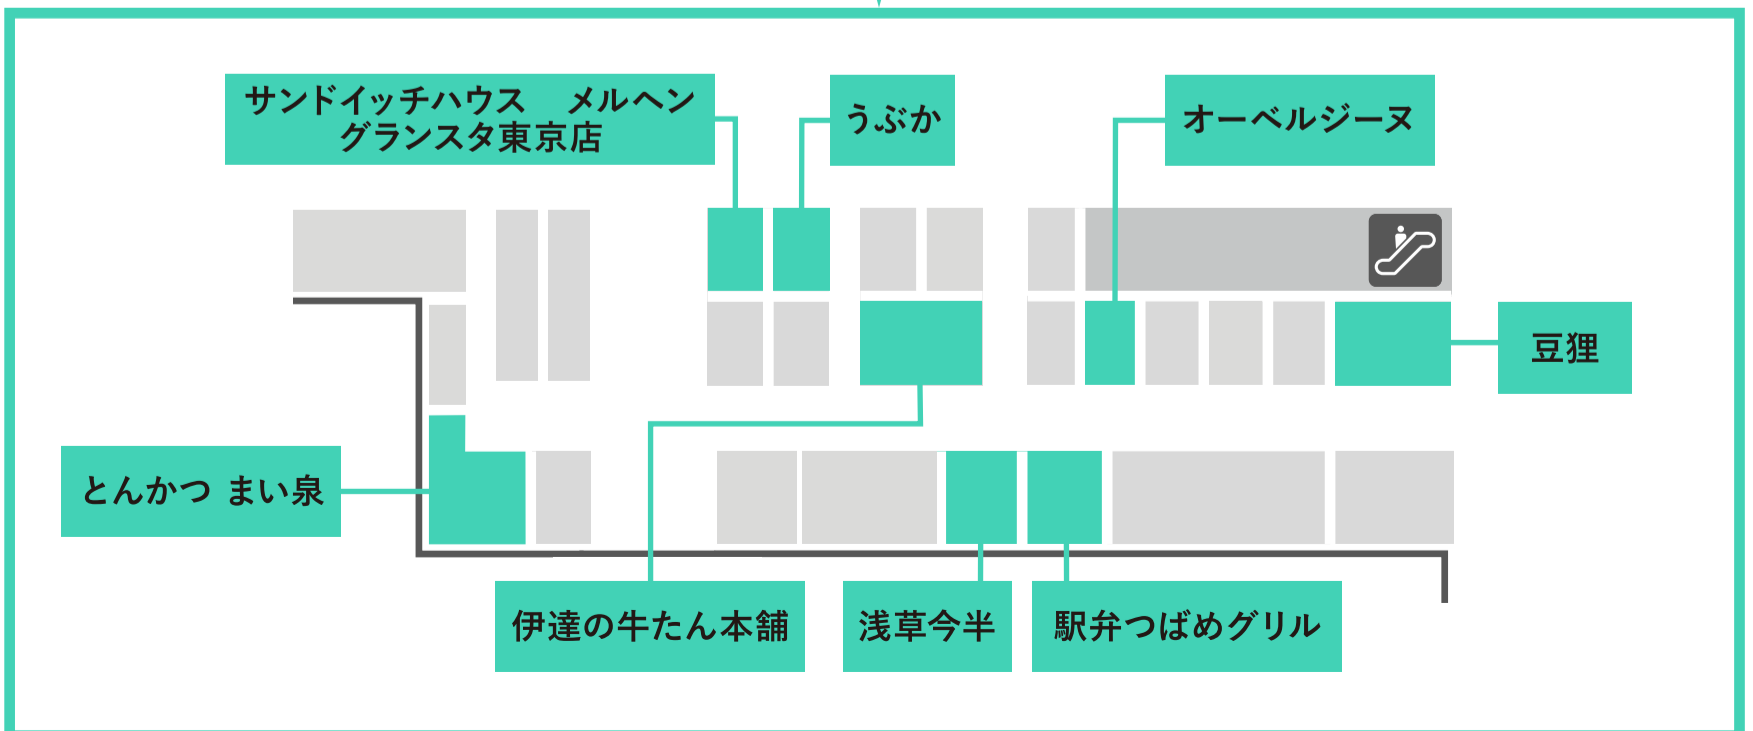 サンドイッチハウス　メルヘン
グランスタ東京店
うぶか
オーベルジーヌ
豆狸
とんかつ まい泉
伊達の牛たん本舗
浅草今半
駅弁つばめグリル